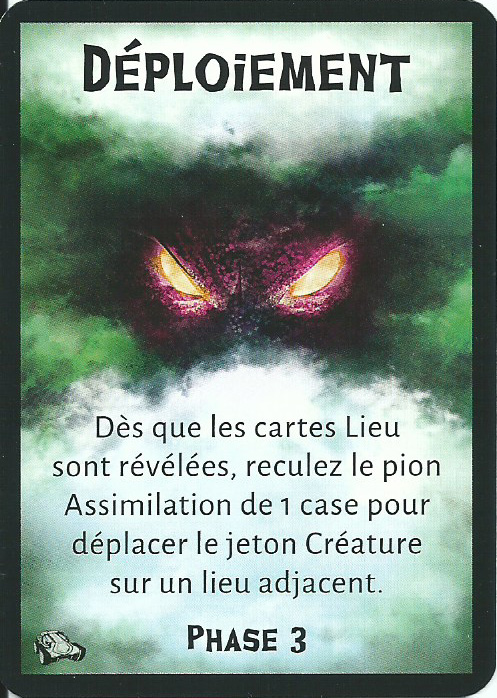 DÉPLOIEMENT
Dès que les cartes Lieu
sont révélées, reculez le pion
Assimilation de 1 case pour
déplacer le jeton Créature
sur un lieu adjacent.
PHASE 3